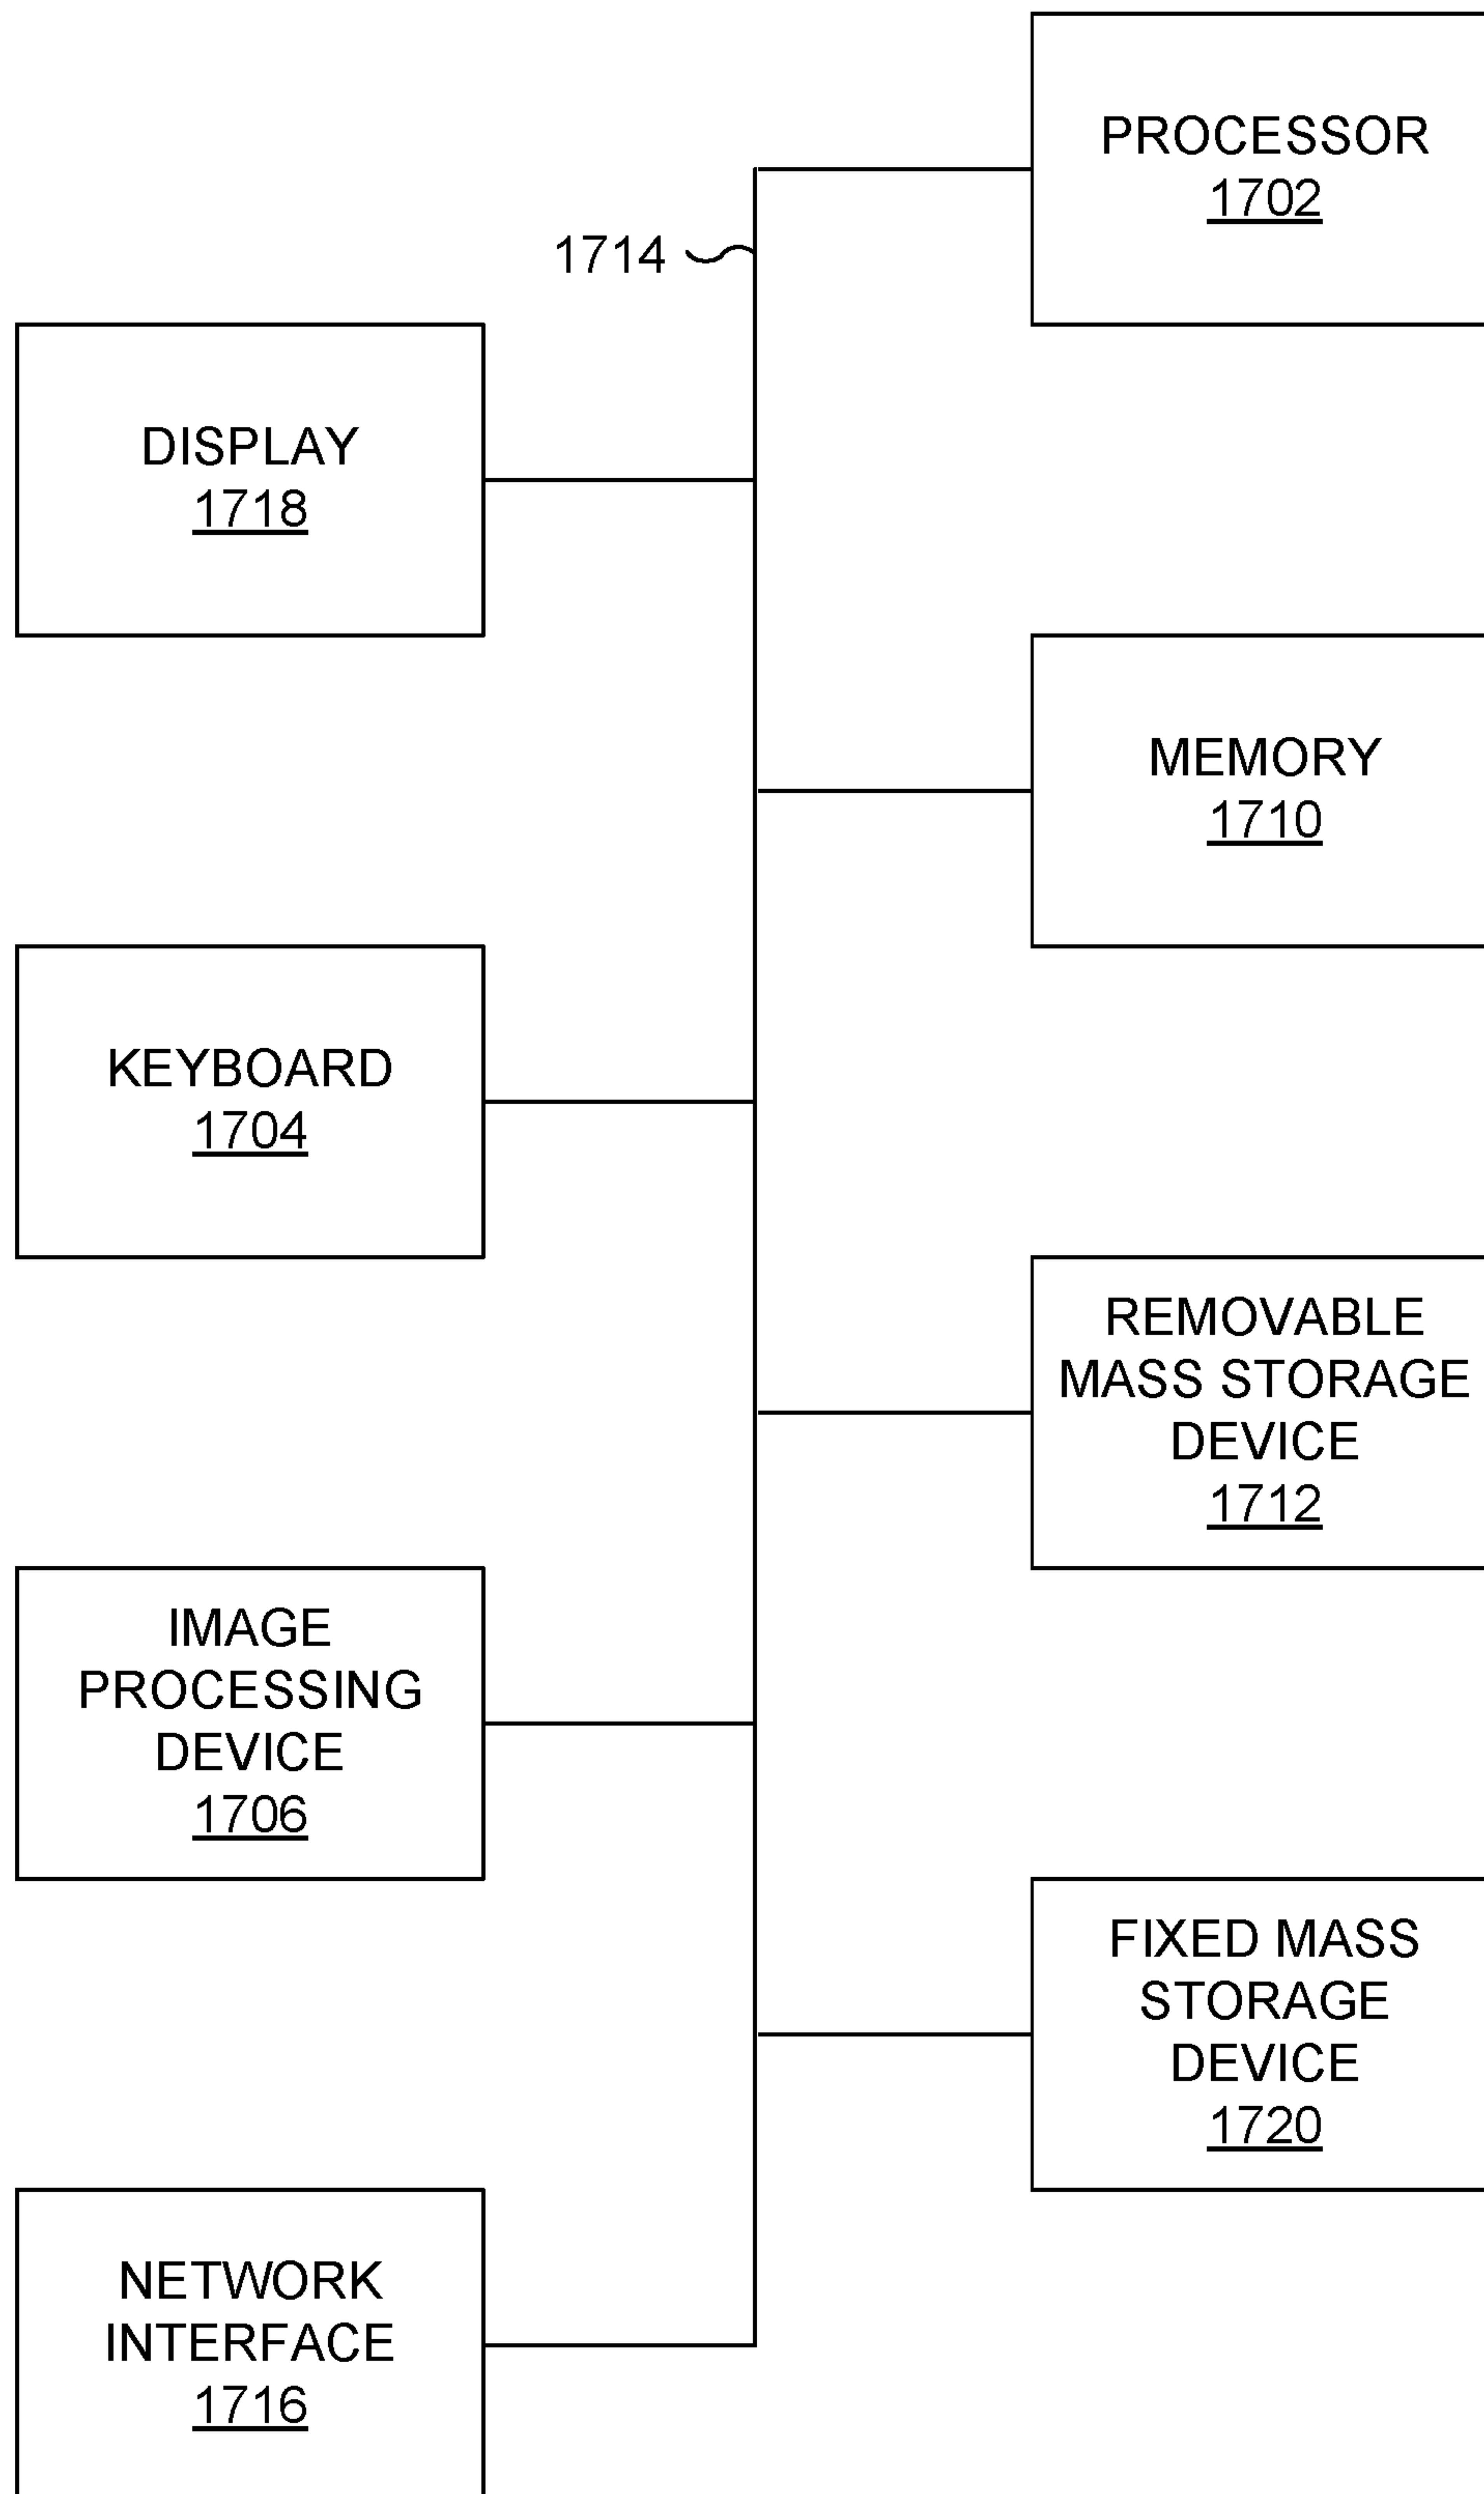 PROCESSOR
1702
1714
DISPLAY
1718
MEMORY
1710
KEYBOARD
1704
REMOVABLE
MASS STORAGE
DEVICE
1712
IMAGE
PROCESSING
DEVICE
1706
FIXED MASS
STORAGE
DEVICE
1720
NETWORK
INTERFACE
1716